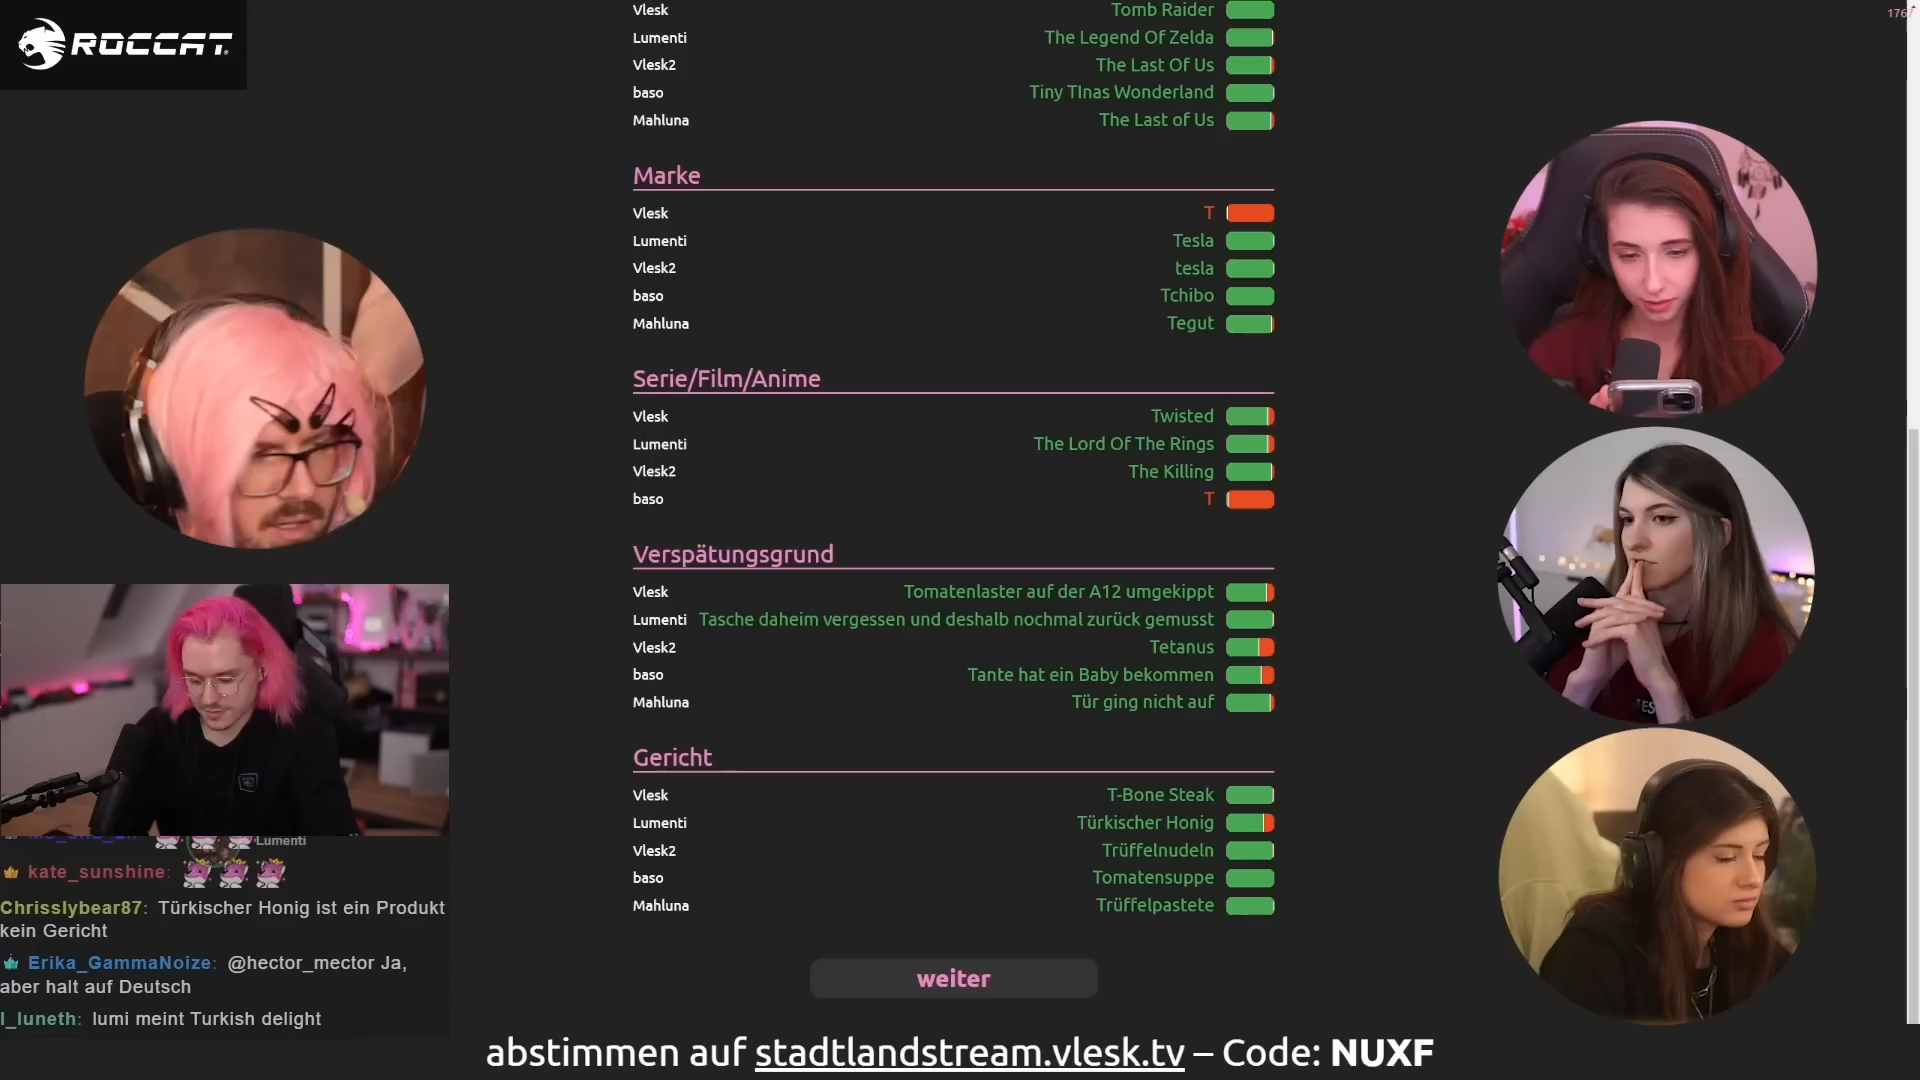 ROCCAT
Vlesk Tomb Raider
Lumenti The Legend Of Zelda
Vlesk2 The Last Of Us
baso Tiny TInas Wonderland
Mahluna The Last of Us
Marke
Vlesk T
Lumenti Tesla
Vlesk2 tesla
baso Tchibo
Mahluna Tegut
Serie/Film/Anime
Vlesk Twisted
Lumenti The Lord Of The Rings
Vlesk2 The Killing
baso T
Verspätungsgrund
Vlesk Tomatenlaster auf der A12 umgekippt
Lumenti Tasche daheim vergessen und deshalb nochmal zurück gemusst
Vlesk2 Tetanus
baso Tante hat ein Baby bekommen
Mahluna Tür ging nicht auf
Gericht
Vlesk T-Bone Steak
Lumenti Türkischer Honig
Vlesk2 Trüffelnudeln
baso Tomatensuppe
Mahluna Trüffelpastete
weiter
Lumenti
kate_sunshine:
Chrisslybear87: Türkischer Honig ist ein Produkt
kein Gericht
Erika_GammaNoize: @hector_mector Ja,
aber halt auf Deutsch
l_luneth: lumi meint Turkish delight
abstimmen auf stadtlandstream.vlesk.tv – Code: NUXF